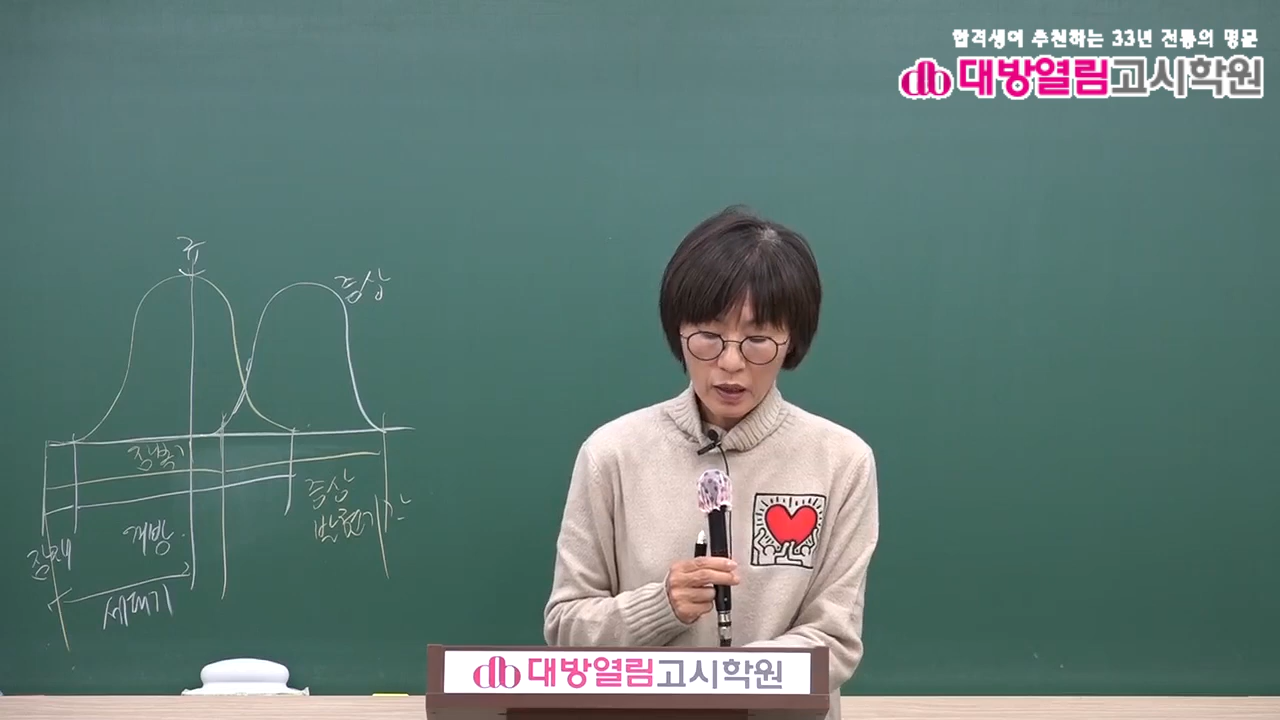 합격생이 추천하는 33년 전통의 명문
대방열림고시학원
균
증상
잠복기
증상
발현기간
개방
잠재
세대기
대방열림고시학원